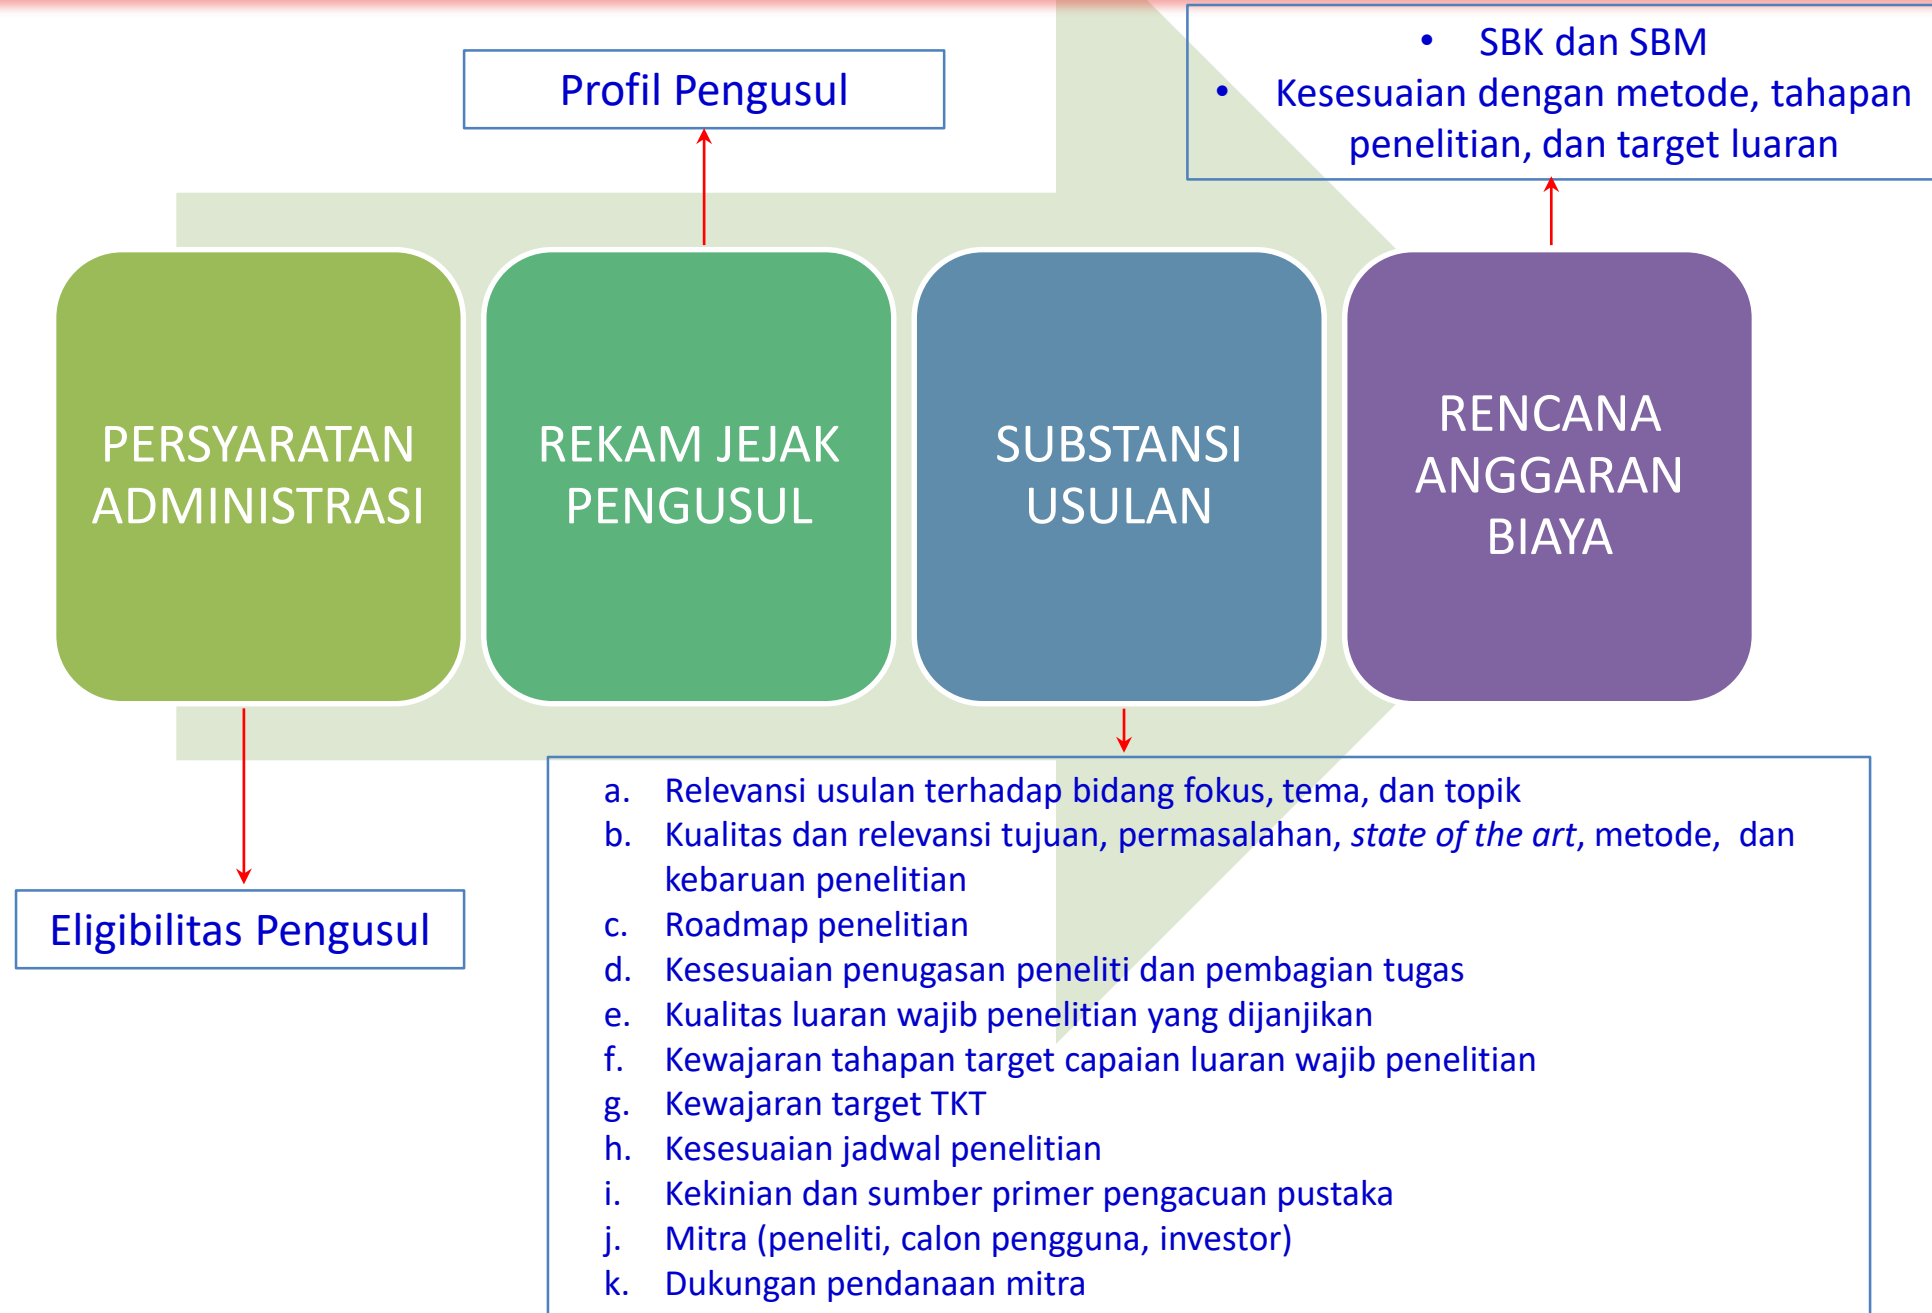 Profil Pengusul
• SBK dan SBM
• Kesesuaian dengan metode, tahapan
penelitian, dan target luaran
PERSYARATAN
ADMINISTRASI
REKAM JEJAK
PENGUSUL
SUBSTANSI
USULAN
RENCANA
ANGGARAN
BIAYA
Eligibilitas Pengusul
a. Relevansi usulan terhadap bidang fokus, tema, dan topik
b. Kualitas dan relevansi tujuan, permasalahan, state of the art, metode, dan
kebaruan penelitian
c. Roadmap penelitian
d. Kesesuaian penugasan peneliti dan pembagian tugas
e. Kualitas luaran wajib penelitian yang dijanjikan
f. Kewajaran tahapan target capaian luaran wajib penelitian
g. Kewajaran target TKT
h. Kesesuaian jadwal penelitian
i. Kekinian dan sumber primer pengacuan pustaka
j. Mitra (peneliti, calon pengguna, investor)
k. Dukungan pendanaan mitra